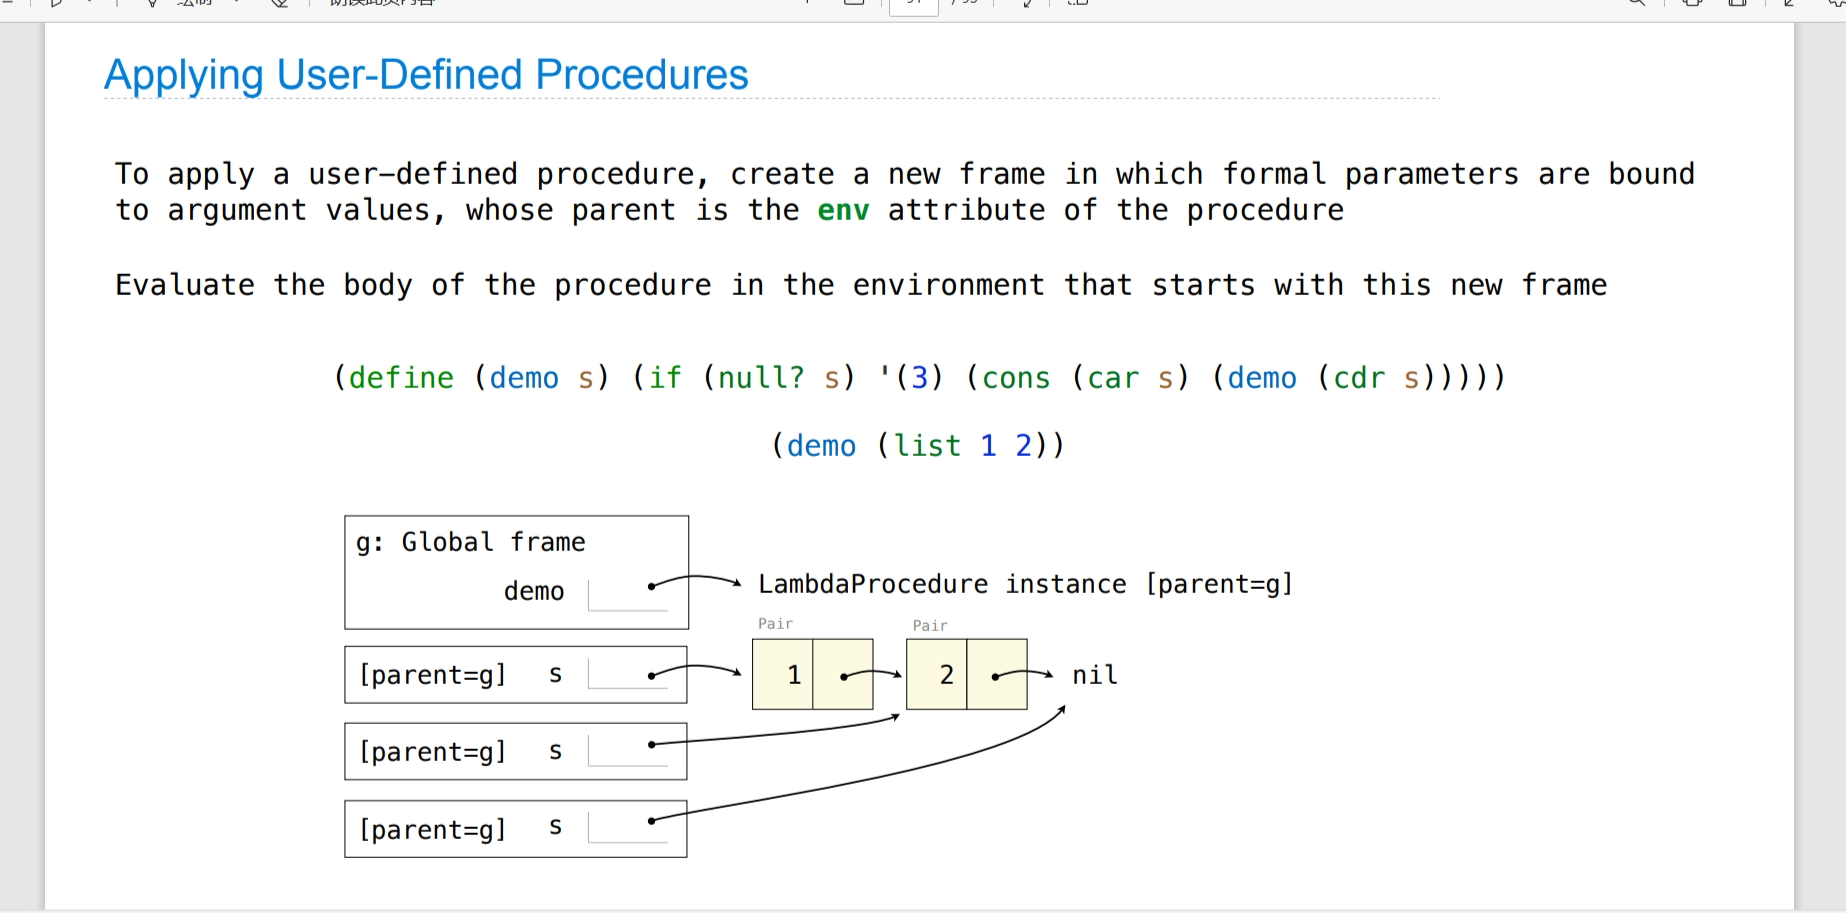 Applying User-Defined Procedures
To apply a user-defined procedure, create a new frame in which formal parameters are bound
to argument values, whose parent is the env attribute of the procedure
Evaluate the body of the procedure in the environment that starts with this new frame
(define (demo s) (if (null? s) '(3) (cons (car s) (demo (cdr s)))))
(demo (list 1 2))
g: Global frame
demo
LambdaProcedure instance [parent=g]
Pair Pair
[parent=g] s 1 2 nil
[parent=g] s
[parent=g] s